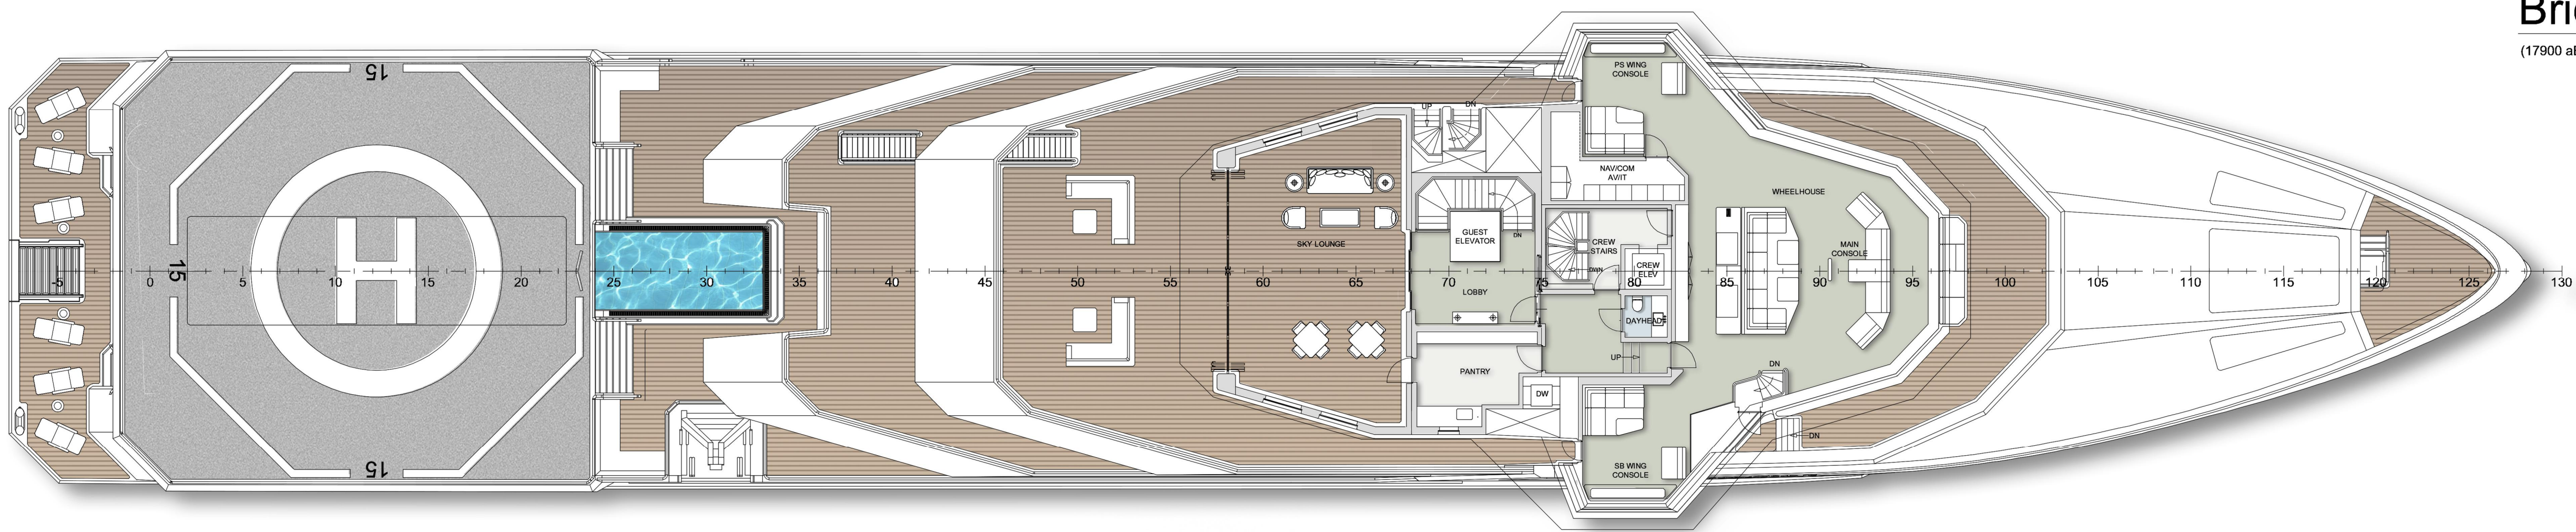 Bri
(17900 aB
15
UP
DN
PS WING
CONSOLE
NAV/COM
AV/IT
WHEELHOUSE
SKY LOUNGE
GUEST
ELEVATOR
DN
CREW
STAIRS
DWN
CREW
ELEV
MAIN
CONSOLE
15
H
-5 0 5 10 15 20 25 30 35 40 45 50 55 60 65 70 75 80 85 90 95 100 105 110 115 120 125 130
LOBBY
DAYHEAD
UP
PANTRY
DN
DW
DN
15
SB WING
CONSOLE